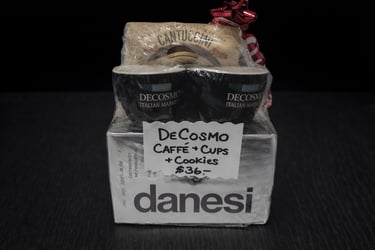 CANTUCCINI
DECOSMO
ITALIAN MARKET
DECOSMO
ITALIAN MARKET
DeCosmo
CAFFÉ + CUPS
+ Cookies
$36.-
danesi